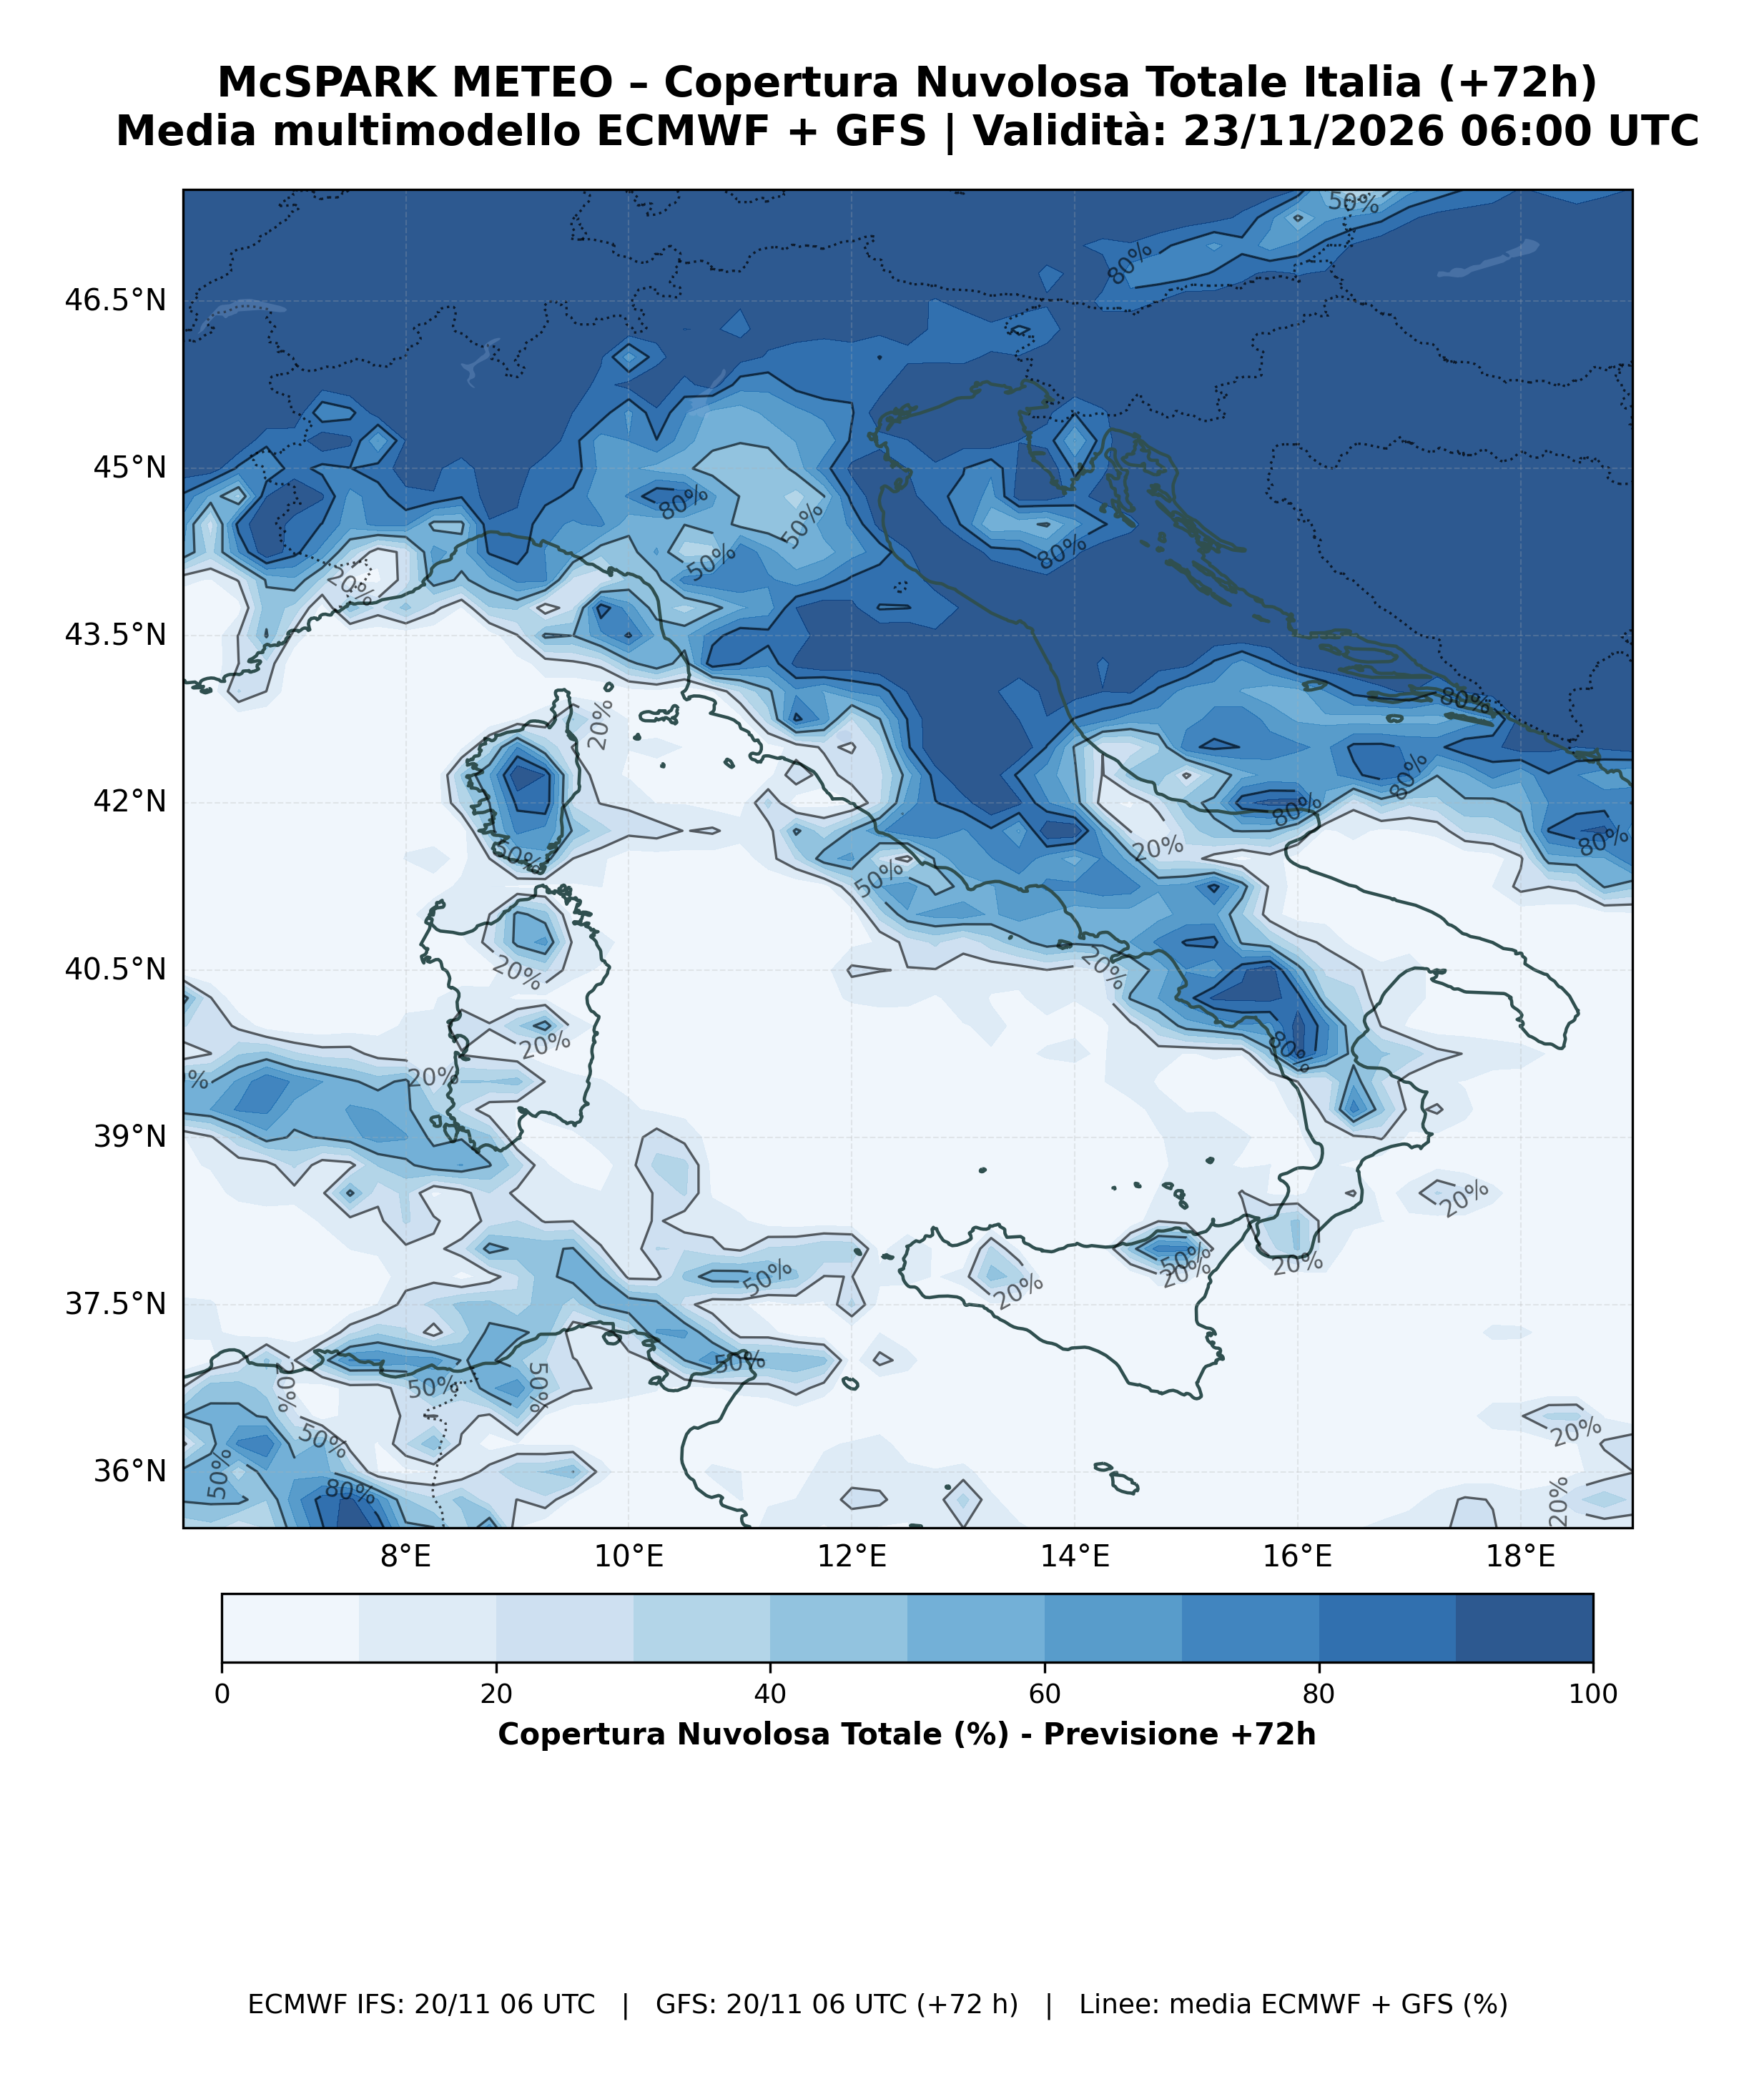 McSPARK METEO – Copertura Nuvolosa Totale Italia (+72h)
Media multimodello ECMWF + GFS | Validità: 23/11/2026 06:00 UTC
50%
80%
46.5°N
45°N
80%
50%
50%
80%
20%
43.5°N
80%
20%
80%
42°N
80%
20%
80%
50%
50%
40.5°N
20%
20%
20%
80%
20%
%
39°N
20%
50%
20%
20%
50%
20%
37.5°N
50%
20%
50%
50%
20%
50%
50%
80%
20%
36°N
20%
8°E 10°E 12°E 14°E 16°E 18°E
0 20 40 60 80 100
Copertura Nuvolosa Totale (%) - Previsione +72h
ECMWF IFS: 20/11 06 UTC | GFS: 20/11 06 UTC (+72 h) | Linee: media ECMWF + GFS (%)